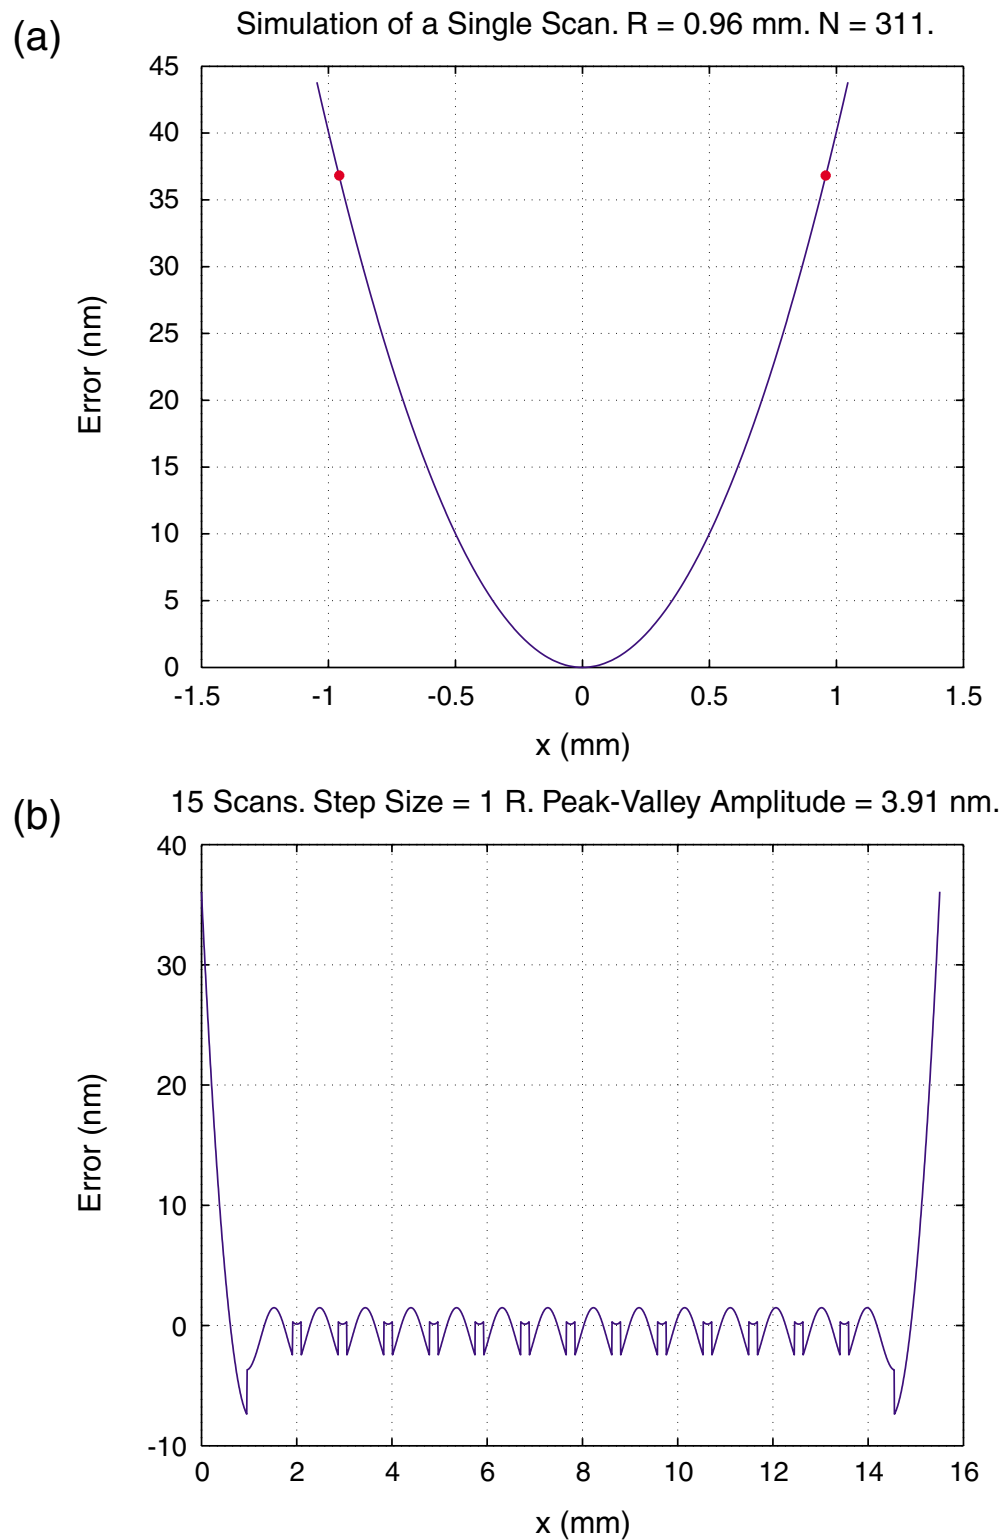 (a)
Simulation of a Single Scan. R = 0.96 mm. N = 311.
45
40
35
30
25
20
15
10
5
0
Error (nm)
-1.5 -1 -0.5 0 0.5 1 1.5
x (mm)
(b)
15 Scans. Step Size = 1 R. Peak-Valley Amplitude = 3.91 nm.
40
30
20
10
0
-10
Error (nm)
0 2 4 6 8 10 12 14 16
x (mm)